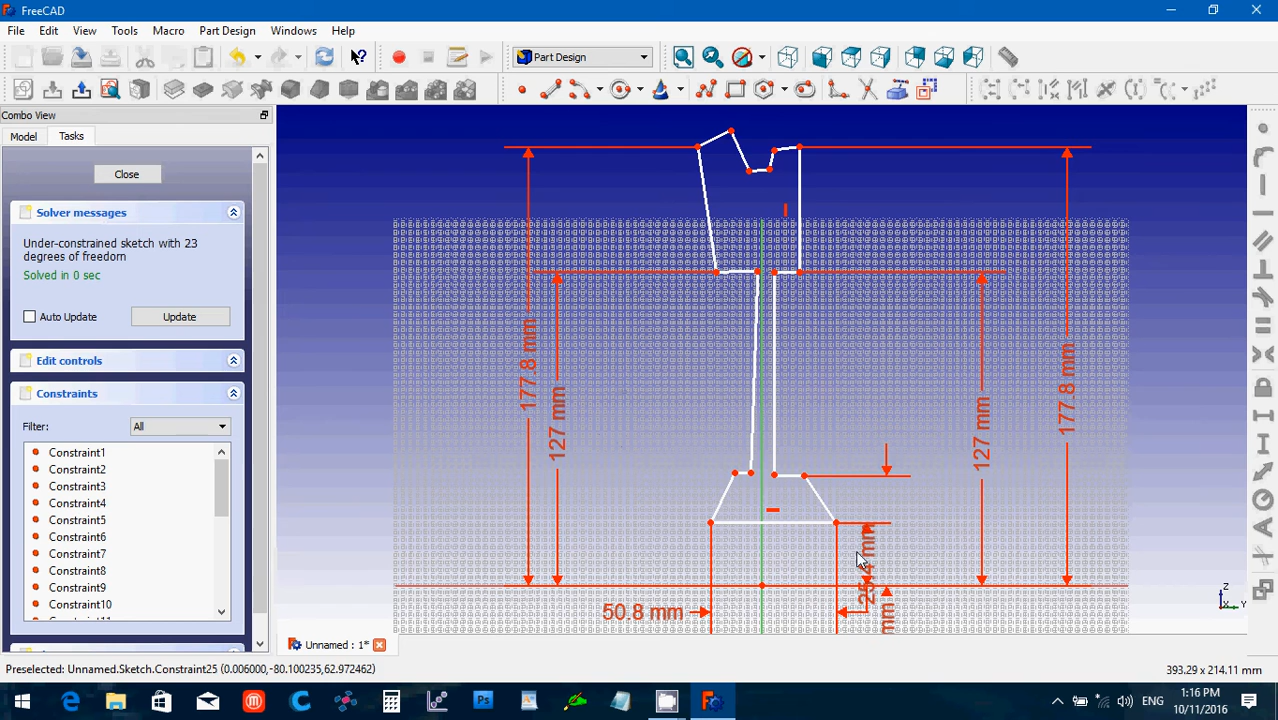 FreeCAD
File Edit View Tools Macro Part Design Windows Help
Part Design
Combo View
Model Tasks
Close
Solver messages
Under-constrained sketch with 23
degrees of freedom
Solved in 0 sec
Auto Update Update
Edit controls
Constraints
Filter: All
Constraint1
Constraint2
Constraint3
Constraint4
Constraint5
Constraint6
Constraint7
Constraint8
Constraint9
Constraint10
177.8 mm
127 mm
127 mm
177.8 mm
50.8 mm
25.4 mm
mm
Z
Y
X
Unnamed : 1*
Preselected: Unnamed.Sketch.Constraint25 (0.006000,-80.100235,62.972462)
393.29 x 214.11 mm
ENG
1:16 PM
10/11/2016